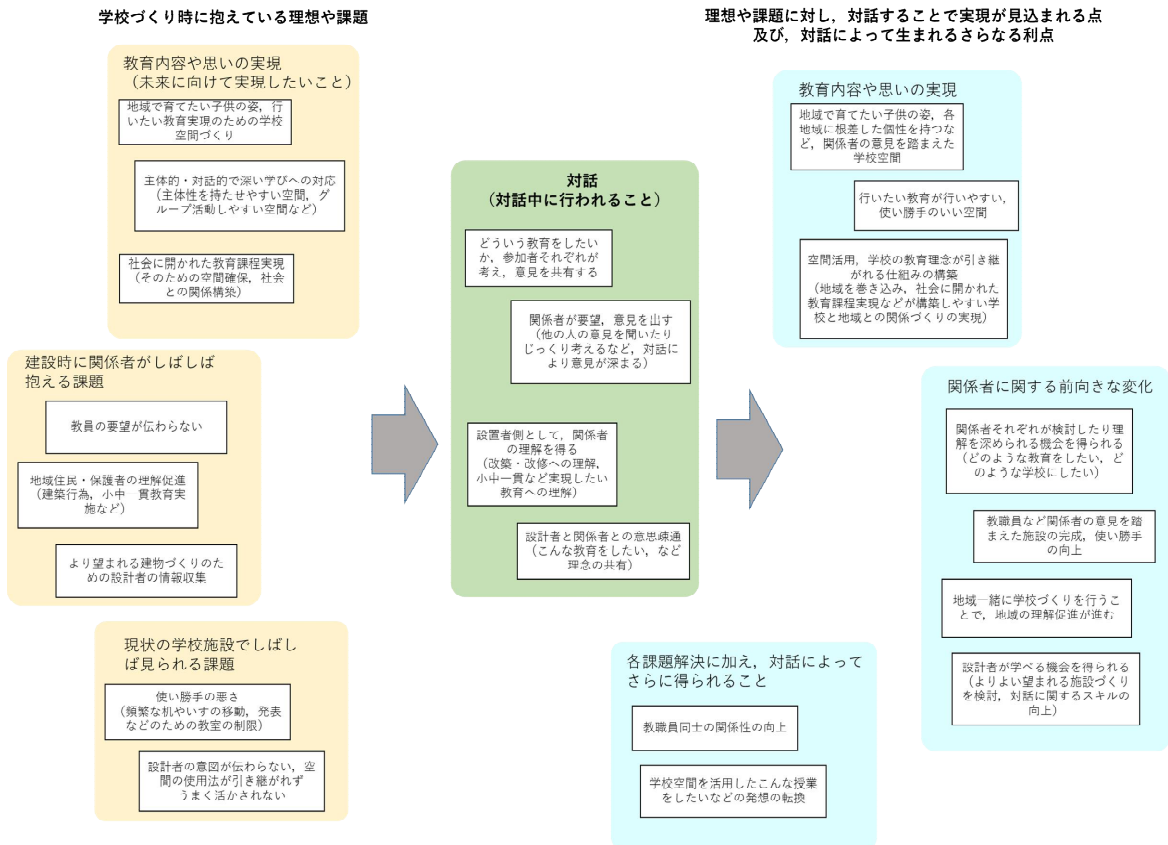 学校づくり時に抱えている理想や課題
教育内容や思いの実現
（未来に向けて実現したいこと）
地域で育てたい子供の姿，行
いたい教育実現のための学校
空間づくり
主体的・対話的で深い学びへの対応
（主体性を持たせやすい空間，グ
ループ活動しやすい空間など）
社会に開かれた教育課程実現
（そのための空間確保，社会
との関係構築）
建設時に関係者がしばしば
抱える課題
教員の要望が伝わらない
地域住民・保護者の理解促進
（建築行為，小中一貫教育実
施など）
より望まれる建物づくりのた
めの設計者の情報収集
現状の学校施設でしばし
ば見られる課題
使い勝手の悪さ
（頻繁な机やいすの移動，発表
などのための教室の制限）
設計者の意図が伝わらない，空
間の使用法が引き継がれず
うまく活かされない
対話
（対話中に行われること）
どういう教育をしたい
か，参加者それぞれが
考え，意見を共有する
関係者が要望，意見を出す
（他の人の意見を聞いたり
じっくり考えるなど，対話に
より意見が深まる）
設置者側として，関係者
の理解を得る
（改築・改修への理解，
小中一貫など実現したい
教育への理解）
設計者と関係者との意思疎通
（こんな教育をしたい，など
理念の共有）
理想や課題に対し，対話することで実現が見込まれる点
及び，対話によって生まれるさらなる利点
教育内容や思いの実現
地域で育てたい子供の姿，各
地域に根差した個性を持つな
ど，関係者の意見を踏まえた
学校空間
行いたい教育が行いやすい，
使い勝手のいい空間
空間活用，学校の教育理念が引き継
がれる仕組みの構築
（地域を巻き込み，社会に開かれた
教育課程実現などが構築しやすい学
校と地域との関係づくりの実現）
関係者に関する前向きな変化
関係者それぞれが検討したり
理解を深められる機会を得られる
（どのような教育をしたい，ど
のような学校にしたい）
教職員など関係者の意見を踏
まえた施設の完成，使い勝手
の向上
地域一緒に学校づくりを行うこ
とで，地域の理解促進が進む
設計者が学べる機会を得られる
（よりよい望まれる施設づくり
を検討，対話に関するスキルの
向上）
各課題解決に加え，対話によって
さらに得られること
教職員同士の関係性の向上
学校空間を活用したこんな授業
をしたいなどの発想の転換